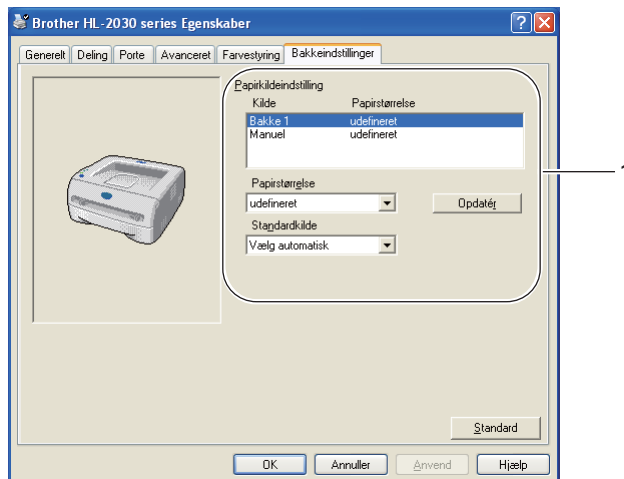 Brother HL-2030 series Egenskaber
Generelt Deling Porte Avanceret Farvestyring Bakkeindstillinger
Papirkildeindstilling
Kilde Papirstørrelse
Bakke 1 udefineret
Manuel udefineret
1
Papirstørrelse
udefineret Opdatér
Standardkilde
Vælg automatisk
Standard
OK Annuller Anvend Hjælp